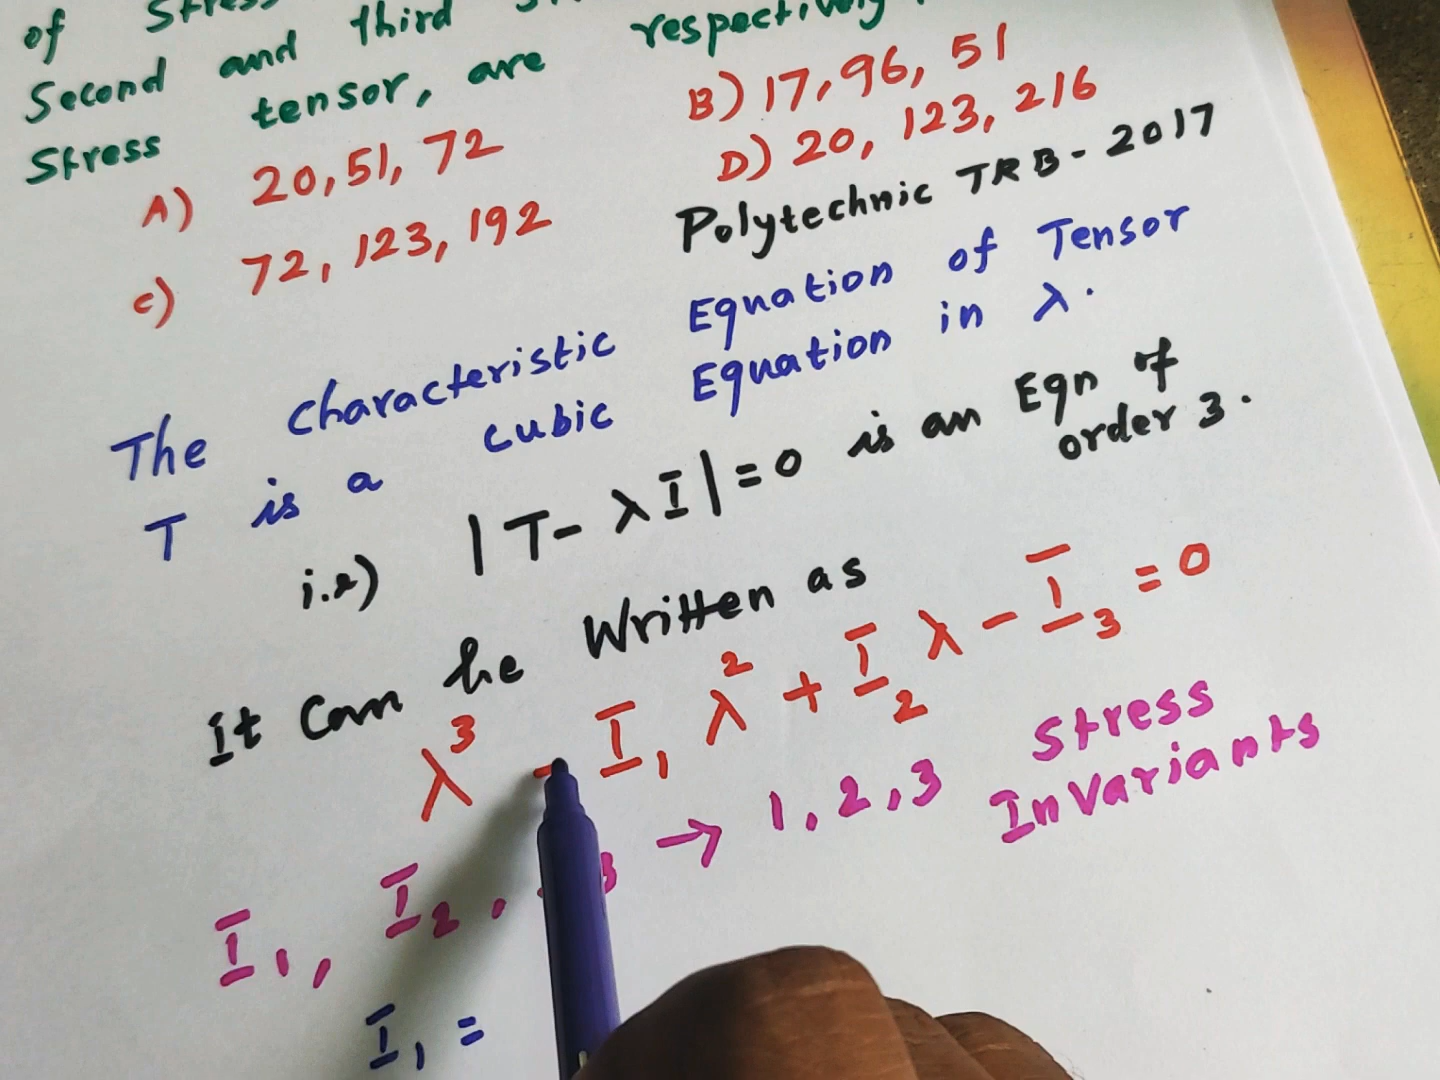 of Stress
Second and third
Stress tensor, are respectively
A) 20, 51, 72 B) 17, 96, 51
C) 72, 123, 192 D) 20, 123, 216
Polytechnic TRB - 2017
The characteristic Equation of Tensor
T is a cubic Equation in λ.
i.e) |T - λI| = 0 is an Eqn of order 3.
It Can be Written as
λ³ - I₁ λ² + I₂ λ - I₃ = 0
I₁, I₂, 3 → 1, 2, 3 Stress Invariants
I₁ =